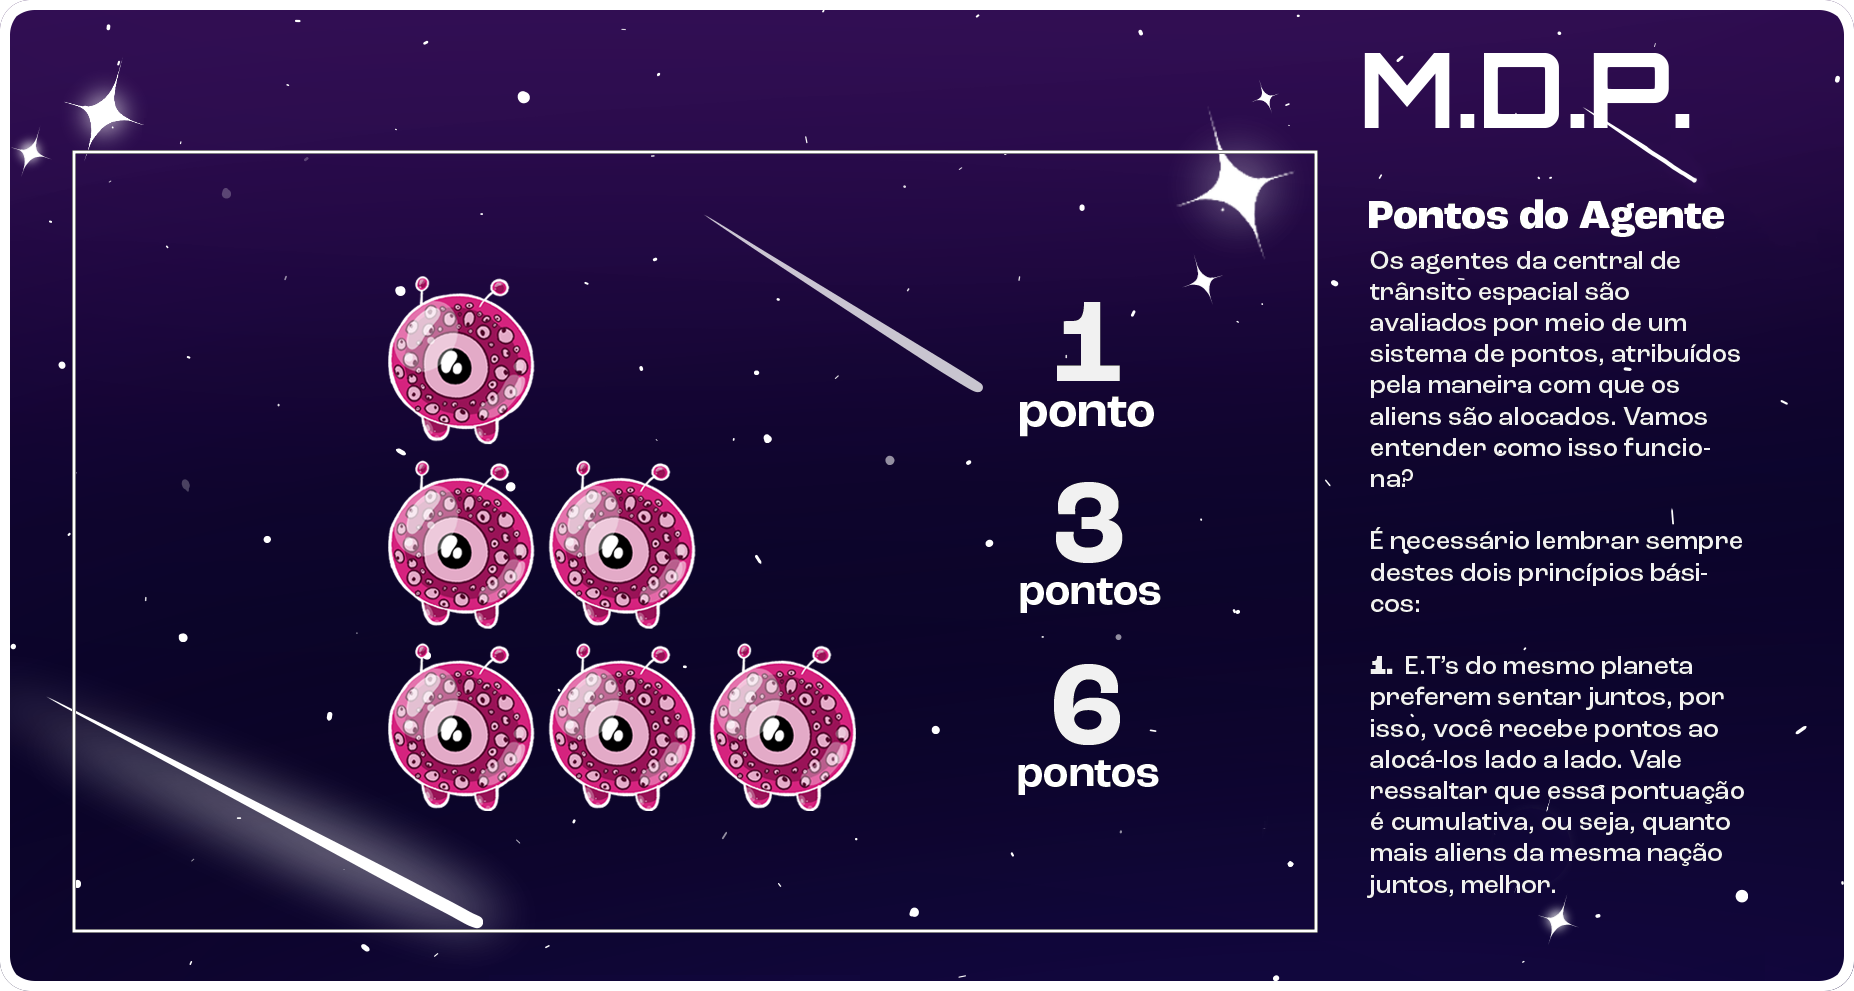 M.D.P.
Pontos do Agente
Os agentes da central de
trânsito espacial são
avaliados por meio de um
sistema de pontos, atribuídos
pela maneira com que os
aliens são alocados. Vamos
entender como isso funcio-
na?
É necessário lembrar sempre
destes dois princípios bási-
cos:
1. E.T’s do mesmo planeta
preferem sentar juntos, por
isso, você recebe pontos ao
alocá-los lado a lado. Vale
ressaltar que essa pontuação
é cumulativa, ou seja, quanto
mais aliens da mesma nação
juntos, melhor.
1
ponto
3
pontos
6
pontos